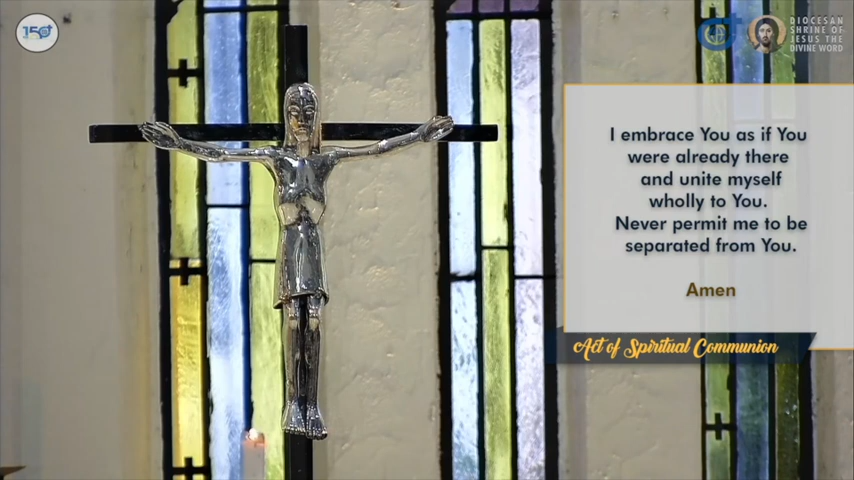 150
DIOCESAN
SHRINE OF
JESUS THE
DIVINE WORD
I embrace You as if You
were already there
and unite myself
wholly to You.
Never permit me to be
separated from You.
Amen
Act of Spiritual Communion